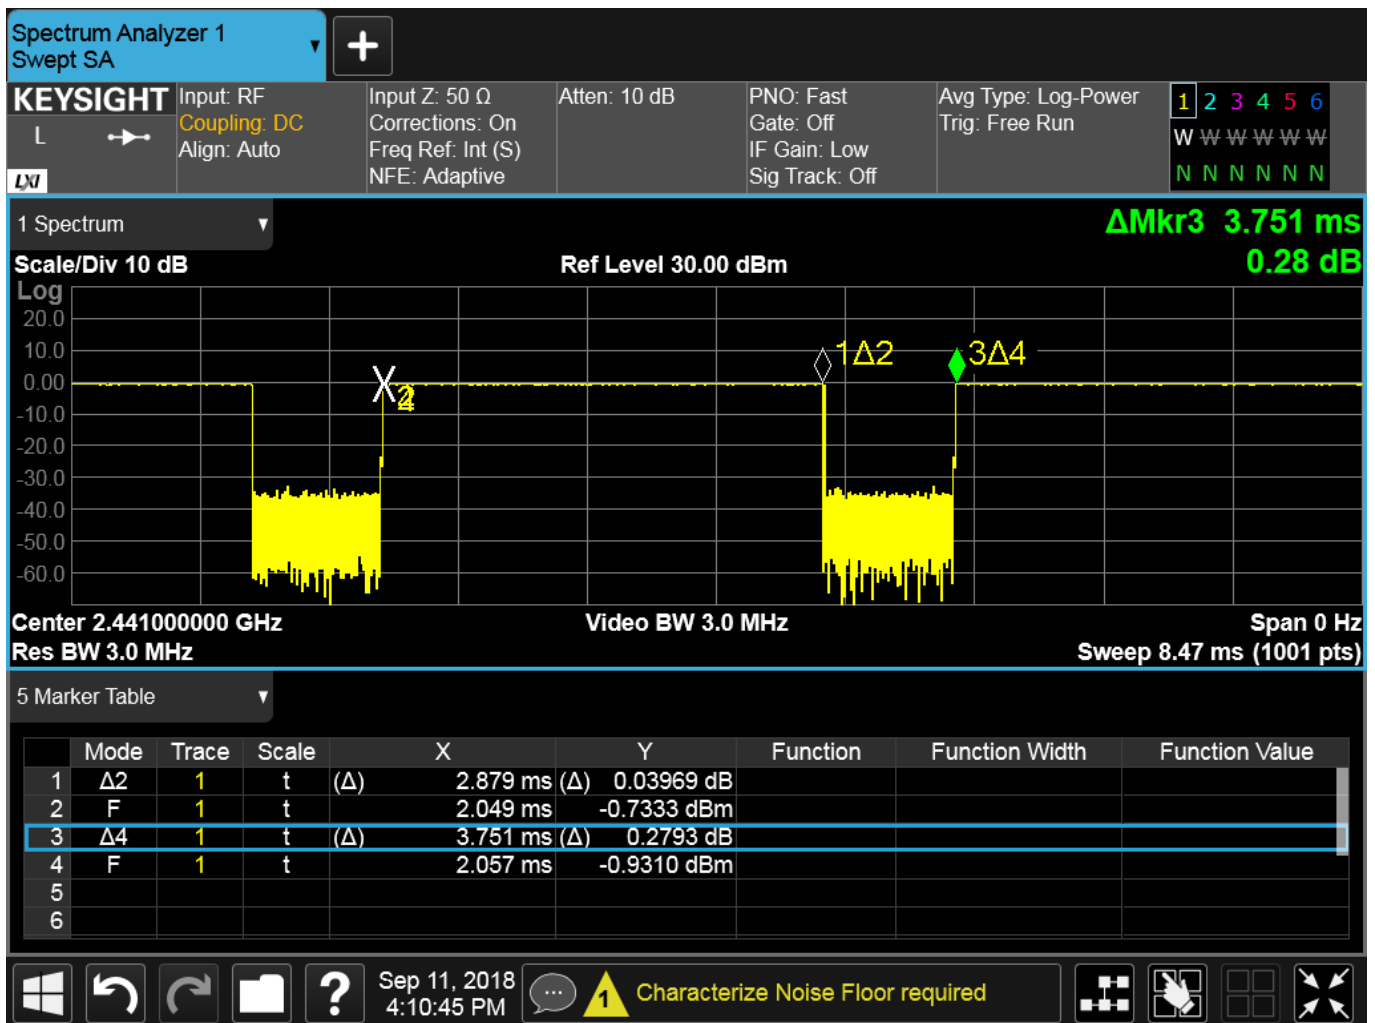 Spectrum Analyzer 1
Swept SA
KEYSIGHT
L
LXI
Input: RF
Coupling: DC
Align: Auto
Input Z: 50 Ω
Corrections: On
Freq Ref: Int (S)
NFE: Adaptive
Atten: 10 dB
PNO: Fast
Gate: Off
IF Gain: Low
Sig Track: Off
Avg Type: Log-Power
Trig: Free Run
1 2 3 4 5 6
W W W W W W
N N N N N N
1 Spectrum
ΔMkr3 3.751 ms
0.28 dB
Scale/Div 10 dB
Ref Level 30.00 dBm
Log
20.0
10.0
0.00
-10.0
-20.0
-30.0
-40.0
-50.0
-60.0
1Δ2
3Δ4
Center 2.441000000 GHz
Video BW 3.0 MHz
Span 0 Hz
Res BW 3.0 MHz
Sweep 8.47 ms (1001 pts)
5 Marker Table
Mode Trace Scale X Y Function Function Width Function Value
1 Δ2 1 t (Δ) 2.879 ms (Δ) 0.03969 dB
2 F 1 t 2.049 ms -0.7333 dBm
3 Δ4 1 t (Δ) 3.751 ms (Δ) 0.2793 dB
4 F 1 t 2.057 ms -0.9310 dBm
5
6
?
Sep 11, 2018
4:10:45 PM
1
Characterize Noise Floor required